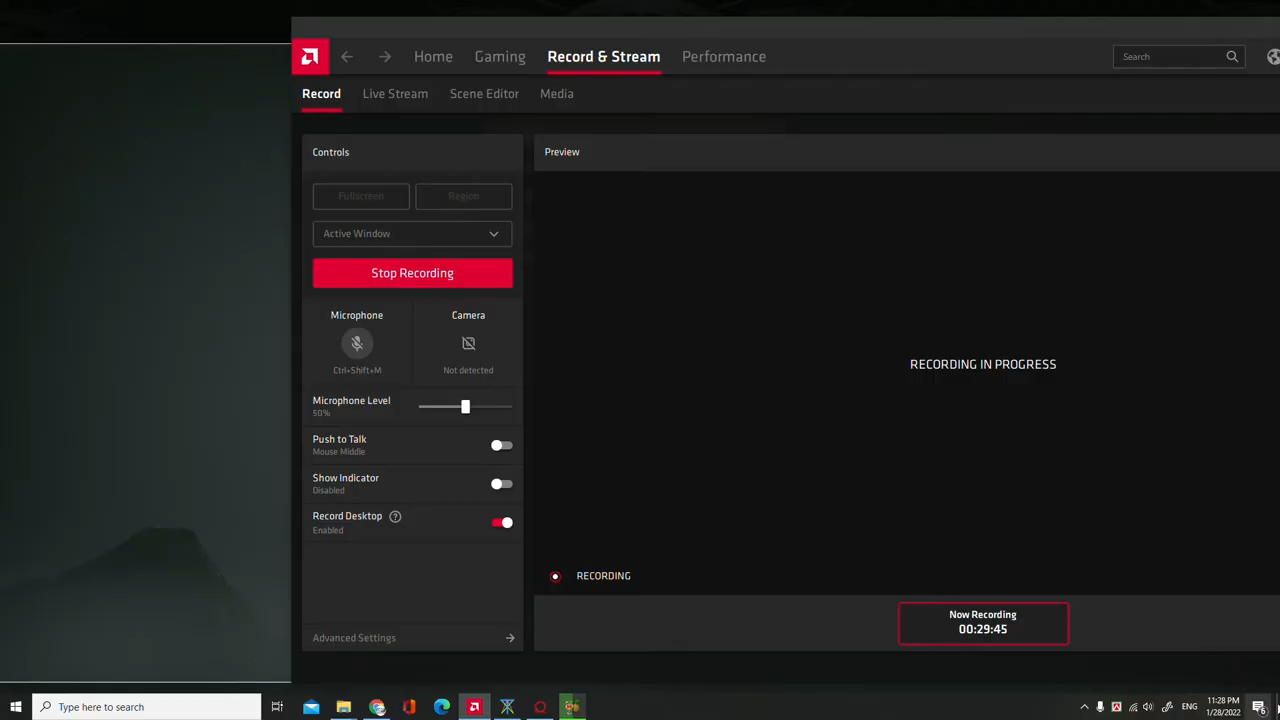 Home Gaming Record & Stream Performance Search
Record Live Stream Scene Editor Media
Controls
Preview
Fullscreen Region
Active Window
Stop Recording
Microphone Camera
Ctrl+Shift+M Not detected
Microphone Level
50%
Push to Talk
Mouse Middle
Show Indicator
Disabled
Record Desktop ?
Enabled
Advanced Settings
RECORDING IN PROGRESS
RECORDING
Now Recording
00:29:45
Type here to search
ENG
11:28 PM
1/28/2022